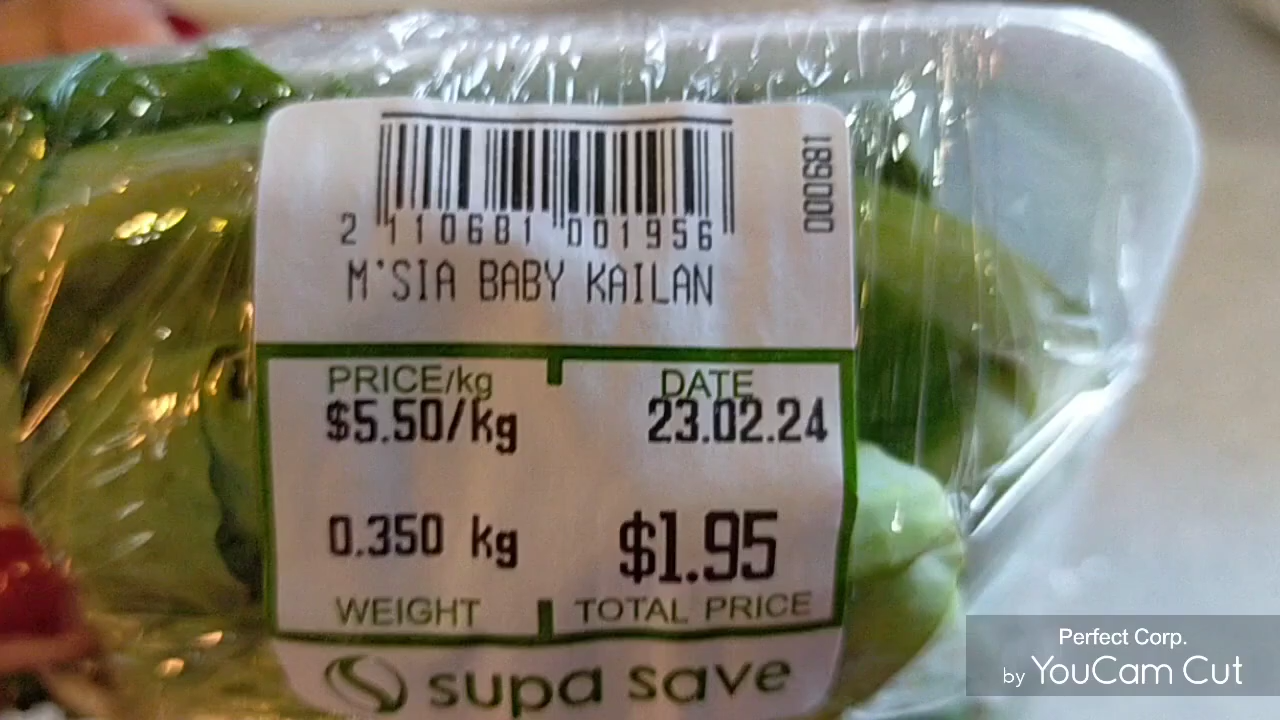 000681
2 110681 001956
M'SIA BABY KAILAN
PRICE/kg
$5.50/kg
DATE
23.02.24
0.350 kg
WEIGHT
$1.95
TOTAL PRICE
supa save
Perfect Corp.
by YouCam Cut